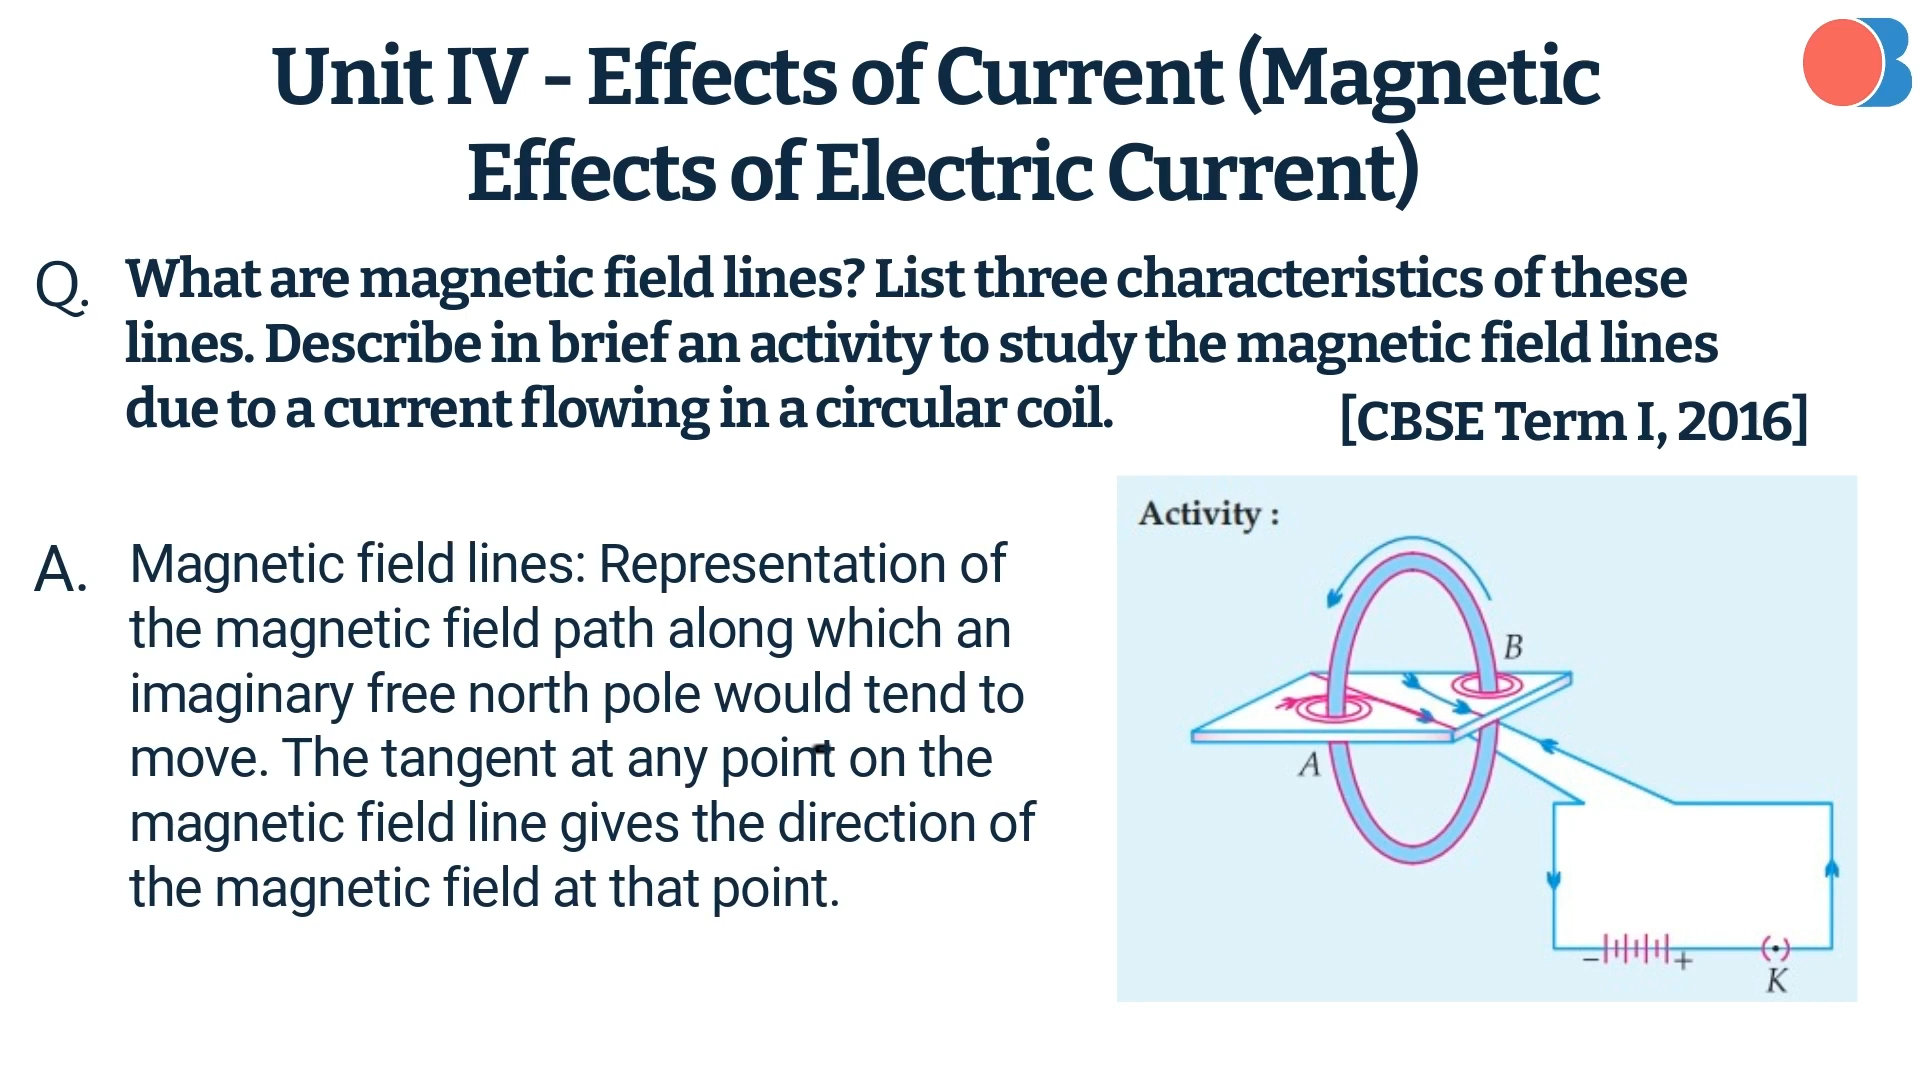 Unit IV - Effects of Current (Magnetic
Effects of Electric Current)
Q. What are magnetic field lines? List three characteristics of these
lines. Describe in brief an activity to study the magnetic field lines
due to a current flowing in a circular coil.
[CBSE Term I, 2016]
A. Magnetic field lines: Representation of
the magnetic field path along which an
imaginary free north pole would tend to
move. The tangent at any point on the
magnetic field line gives the direction of
the magnetic field at that point.
Activity :
B
A
– +
K